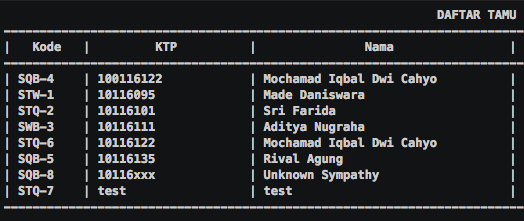 DAFTAR TAMU
| Kode | KTP | Nama |
| SQB-4 | 100116122 | Mochamad Iqbal Dwi Cahyo |
| STW-1 | 10116095 | Made Daniswara |
| STQ-2 | 10116101 | Sri Farida |
| SWB-3 | 10116111 | Aditya Nugraha |
| STQ-6 | 10116122 | Mochamad Iqbal Dwi Cahyo |
| SQB-5 | 10116135 | Rival Agung |
| SQB-8 | 10116xxx | Unknown Sympathy |
| STQ-7 | test | test |